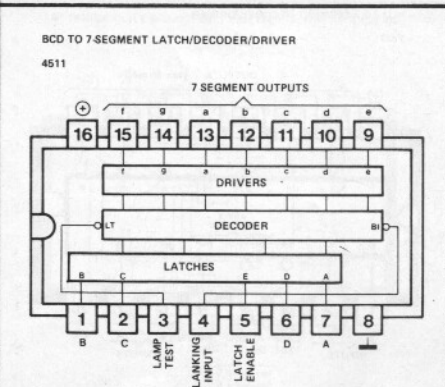 BCD TO 7-SEGMENT LATCH/DECODER/DRIVER
4511
7 SEGMENT OUTPUTS
+ f g a b c d e
16 15 14 13 12 11 10 9
f g a b c d e
DRIVERS
LT DECODER BI
LATCHES
B C E D A
1 2 3 4 5 6 7 8
B C LAMP TEST LANKING INPUT LATCH ENABLE D A